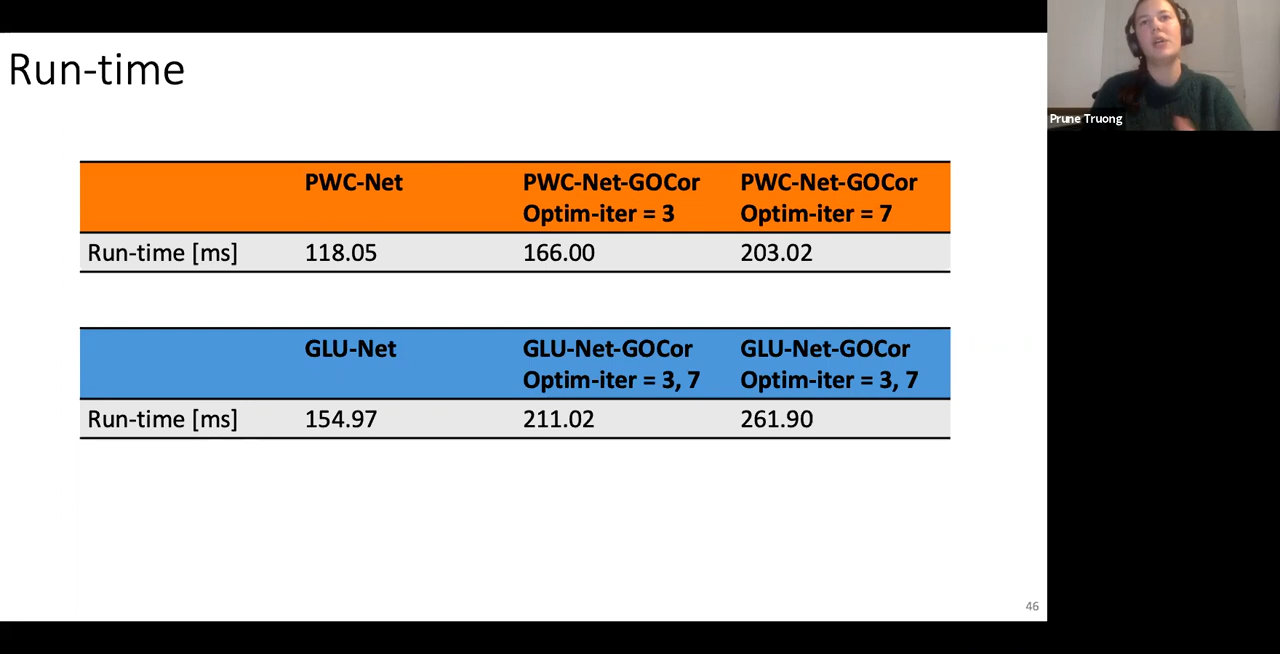 Run-time
Prune Truong
PWC-Net PWC-Net-GOCor PWC-Net-GOCor
Optim-iter = 3 Optim-iter = 7
Run-time [ms] 118.05 166.00 203.02
GLU-Net GLU-Net-GOCor GLU-Net-GOCor
Optim-iter = 3, 7 Optim-iter = 3, 7
Run-time [ms] 154.97 211.02 261.90
46